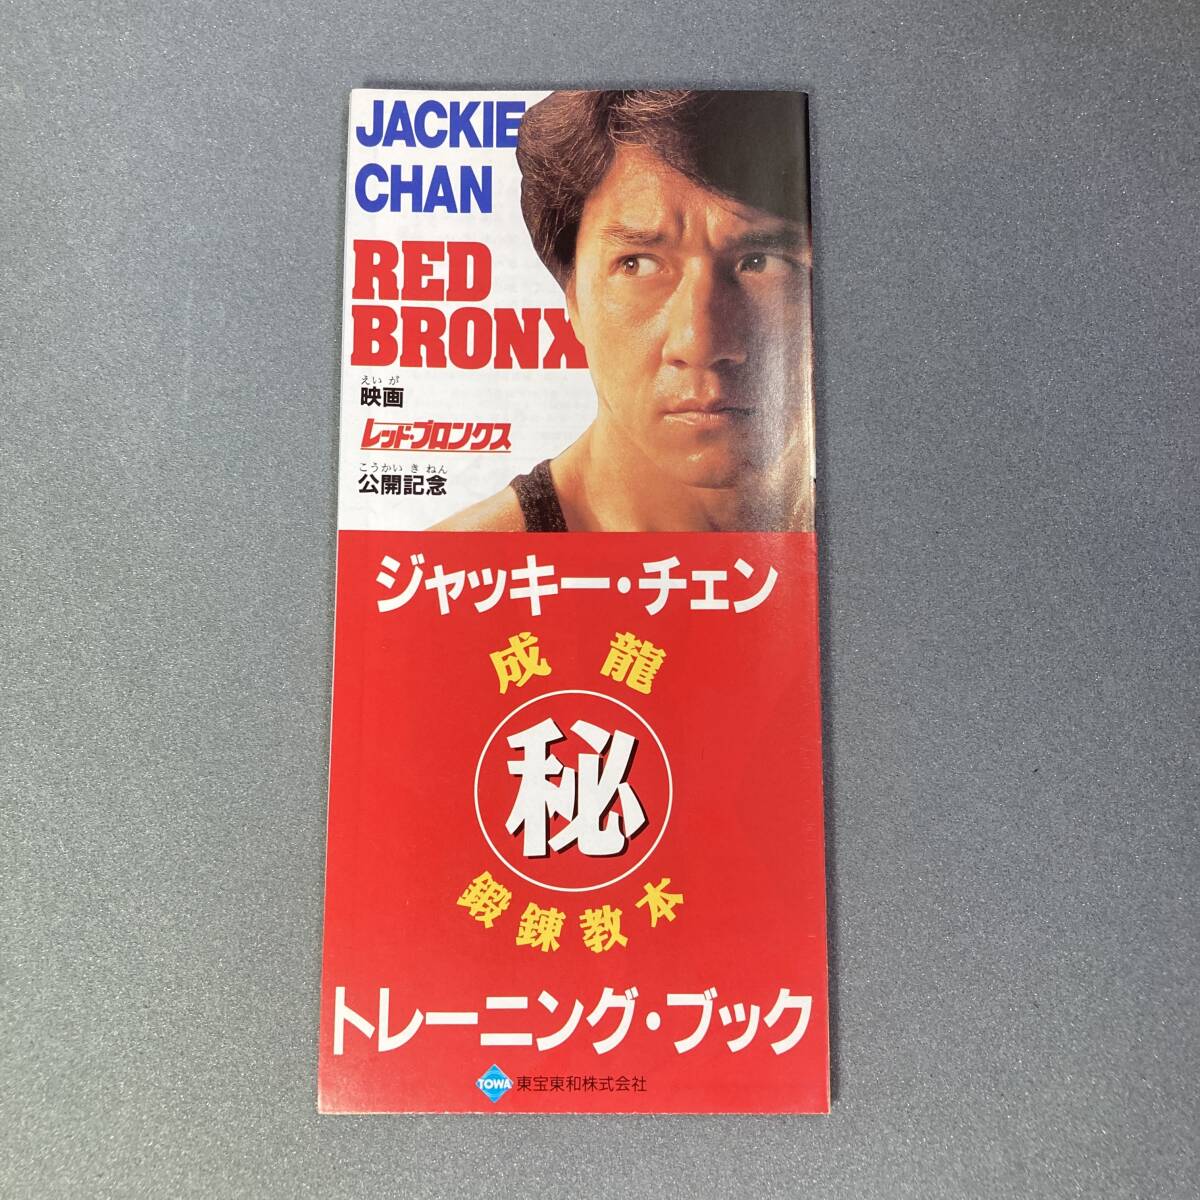 JACKIE
CHAN
RED
BRONX
えいが
映画
レッド・ブロンクス
こうかいきねん
公開記念
ジャッキー・チェン
成龍
秘
鍛錬教本
トレーニング・ブック
TOWA 東宝東和株式会社